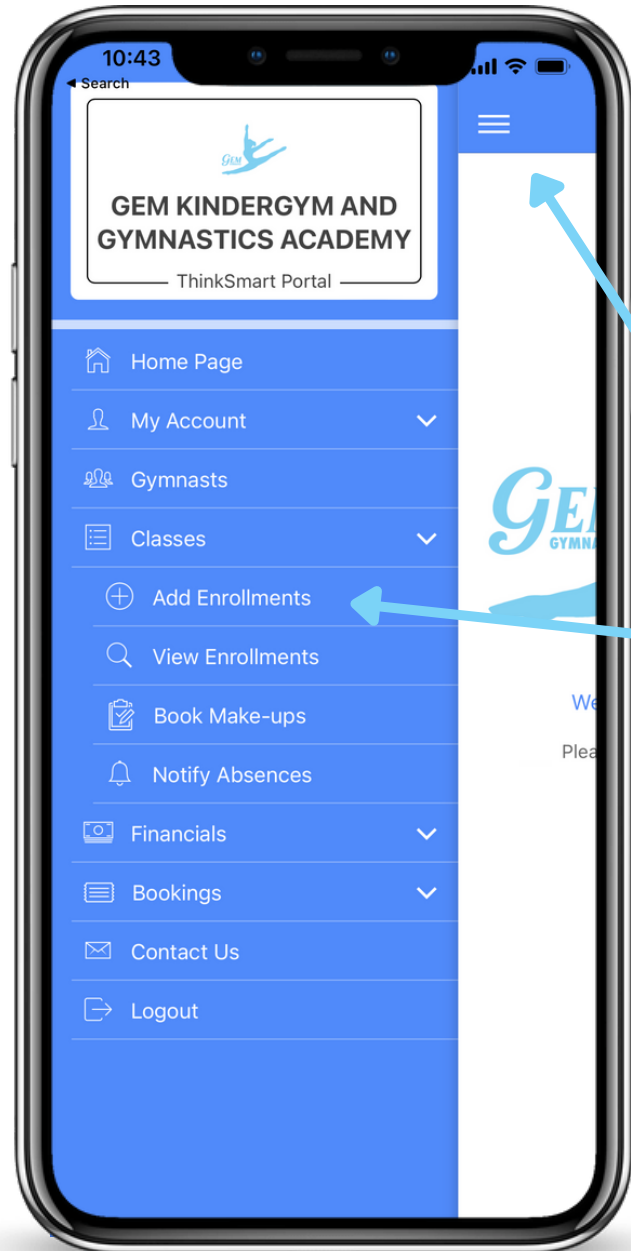 10:43
◀ Search
GEM
GEM KINDERGYM AND
GYMNASTICS ACADEMY
ThinkSmart Portal
Home Page
My Account
Gymnasts
Classes
Add Enrollments
View Enrollments
Book Make-ups
Notify Absences
Financials
Bookings
Contact Us
Logout